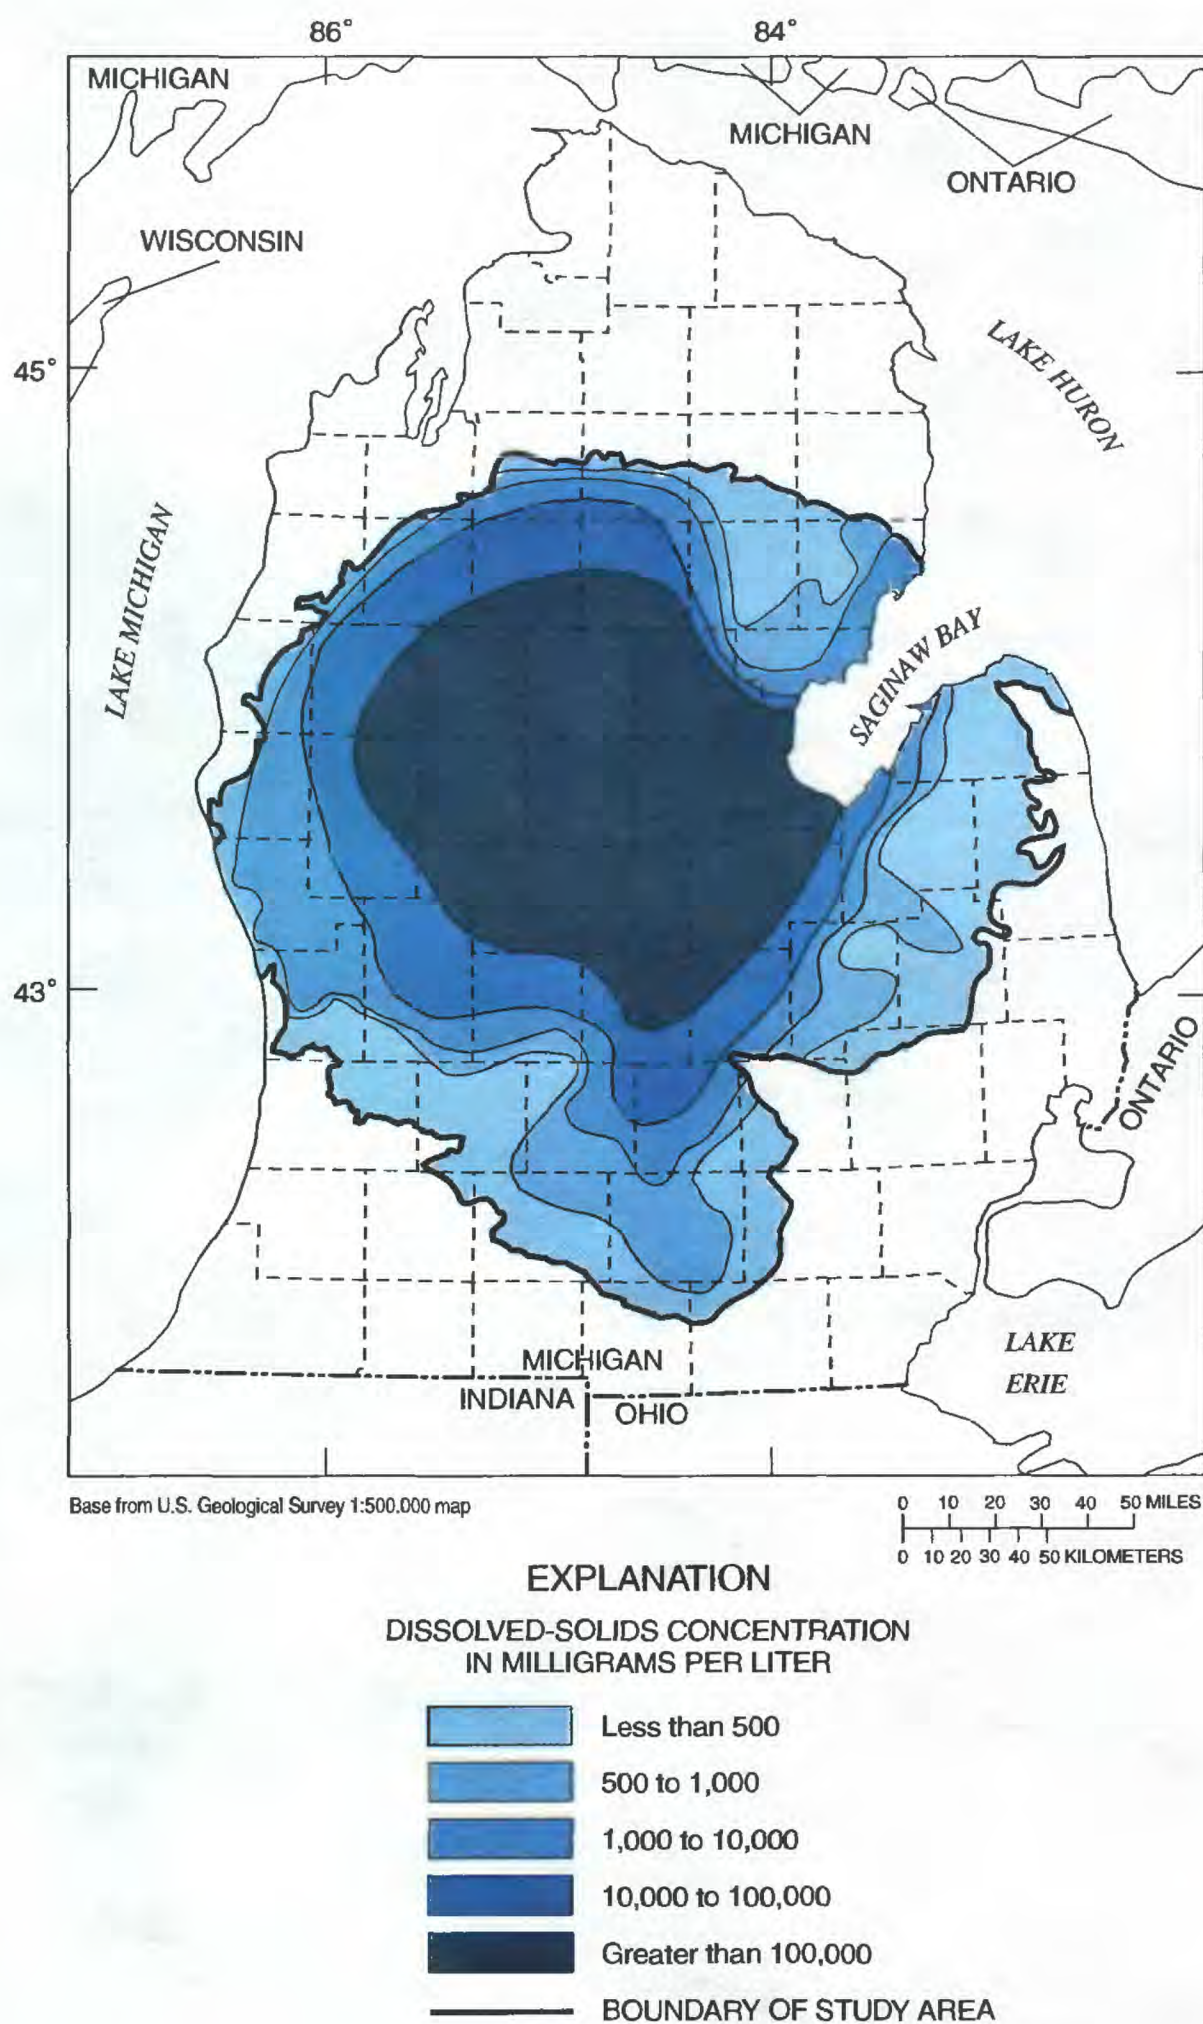 86°
84°
MICHIGAN
MICHIGAN
ONTARIO
WISCONSIN
LAKE HURON
45°
LAKE MICHIGAN
SAGINAW BAY
43°
ONTARIO
LAKE
ERIE
MICHIGAN
INDIANA
OHIO
Base from U.S. Geological Survey 1:500.000 map
0 10 20 30 40 50 MILES
0 10 20 30 40 50 KILOMETERS
EXPLANATION
DISSOLVED-SOLIDS CONCENTRATION
IN MILLIGRAMS PER LITER
Less than 500
500 to 1,000
1,000 to 10,000
10,000 to 100,000
Greater than 100,000
BOUNDARY OF STUDY AREA